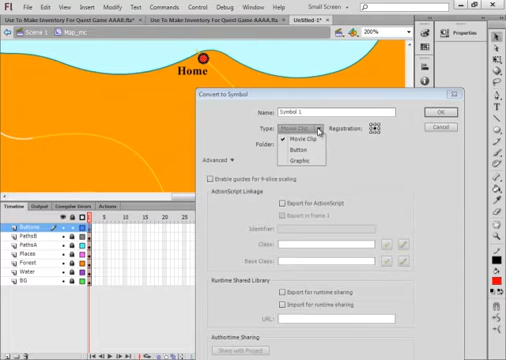 Fl
File Edit View Insert Modify Text Commands Control Debug Window Help
Small Screen
Use To Make Inventory For Quest Game AAAB.fla*
Use To Make Inventory For Quest Game AAAA.fla*
Untitled-1*
Scene 1 Map_mc
200%
Properties
Home
Convert to Symbol
Name: Symbol 1
OK
Type: Movie Clip
Registration:
Cancel
Movie Clip
Folder:
Button
Graphic
Advanced
Enable guides for 9-slice scaling
ActionScript Linkage
Export for ActionScript
Export in frame 1
Identifier:
Class:
Base Class:
Runtime Shared Library
Export for runtime sharing
Import for runtime sharing
URL:
Authortime Sharing
Share with Project
Timeline Output Compiler Errors Actions
1 5 10 15 20 25
Buttons
PathsB
PathsA
Places
Forest
Water
BG